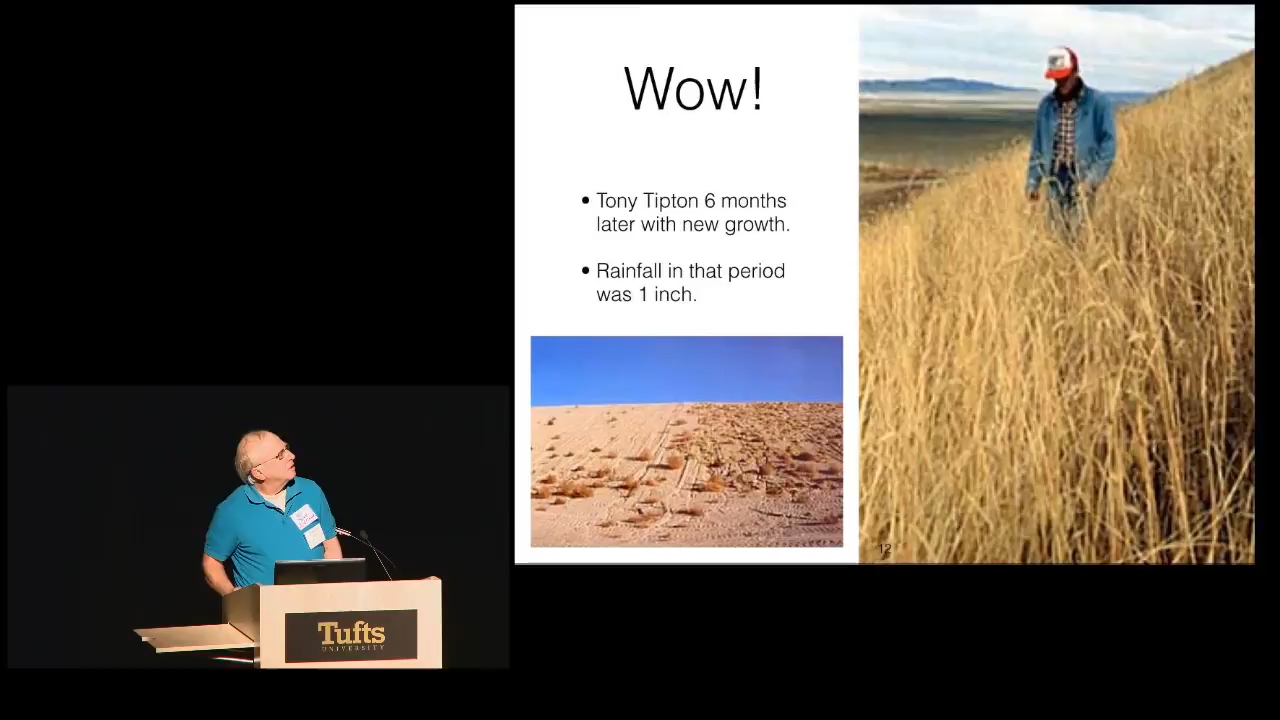 Wow!
• Tony Tipton 6 months
later with new growth.
• Rainfall in that period
was 1 inch.
12
Tufts
UNIVERSITY